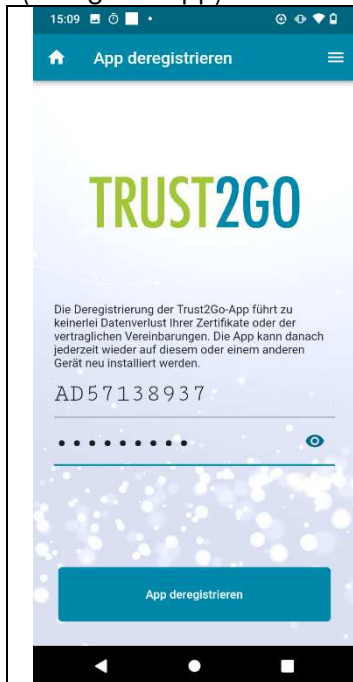 15:09
App deregistrieren
TRUST2GO
Die Deregistrierung der Trust2Go-App führt zu
keinerlei Datenverlust Ihrer Zertifikate oder der
vertraglichen Vereinbarungen. Die App kann danach
jederzeit wieder auf diesem oder einem anderen
Gerät neu installiert werden.
AD57138937
•••••••••
App deregistrieren